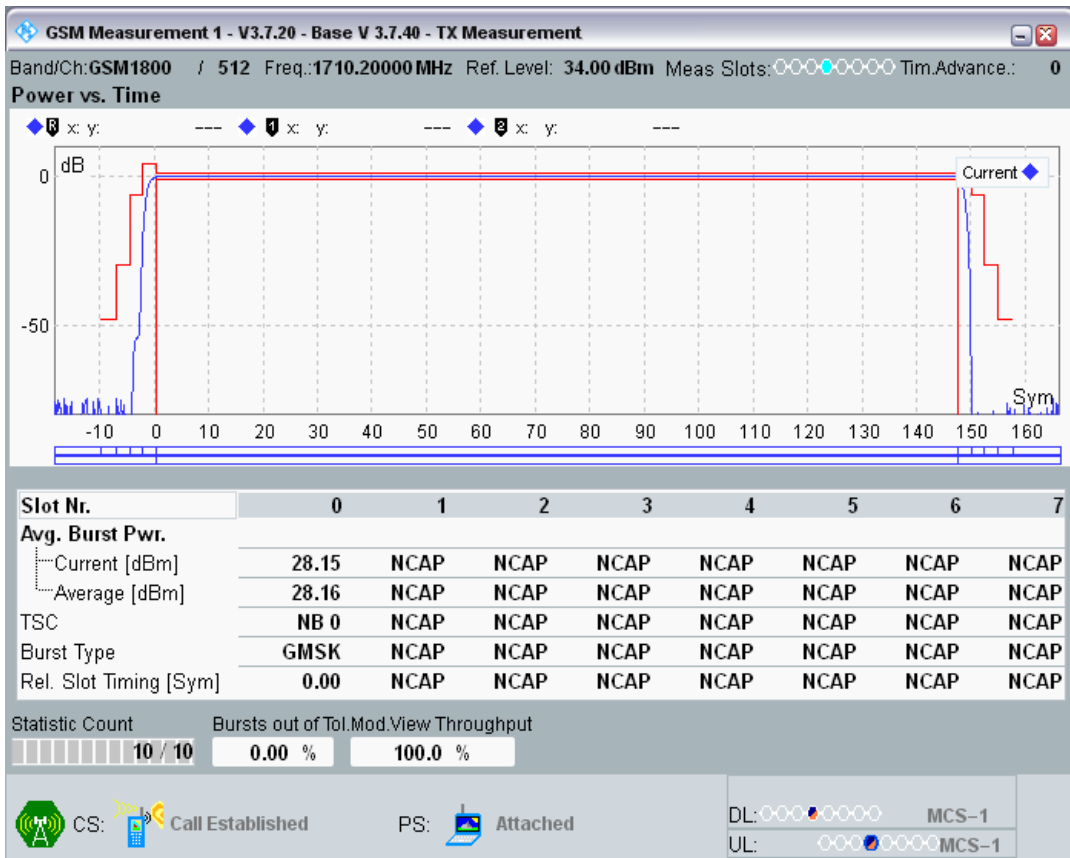 GSM Measurement 1 - V3.7.20 - Base V 3.7.40 - TX Measurement
Band/Ch:GSM1800 / 512 Freq.:1710.20000 MHz Ref. Level: 34.00 dBm Meas Slots: Tim.Advance.: 0
Power vs. Time
R x: y: --- 1 x: y: --- 2 x: y: ---
dB
Current
0
-50
Sym
-10 0 10 20 30 40 50 60 70 80 90 100 110 120 130 140 150 160
Slot Nr. 0 1 2 3 4 5 6 7
Avg. Burst Pwr.
Current [dBm] 28.15 NCAP NCAP NCAP NCAP NCAP NCAP NCAP
Average [dBm] 28.16 NCAP NCAP NCAP NCAP NCAP NCAP NCAP
TSC NB 0 NCAP NCAP NCAP NCAP NCAP NCAP NCAP
Burst Type GMSK NCAP NCAP NCAP NCAP NCAP NCAP NCAP
Rel. Slot Timing [Sym] 0.00 NCAP NCAP NCAP NCAP NCAP NCAP NCAP
Statistic Count Bursts out of Tol.Mod.View Throughput
10 / 10 0.00 % 100.0 %
CS: Call Established PS: Attached
DL: MCS-1
UL: MCS-1